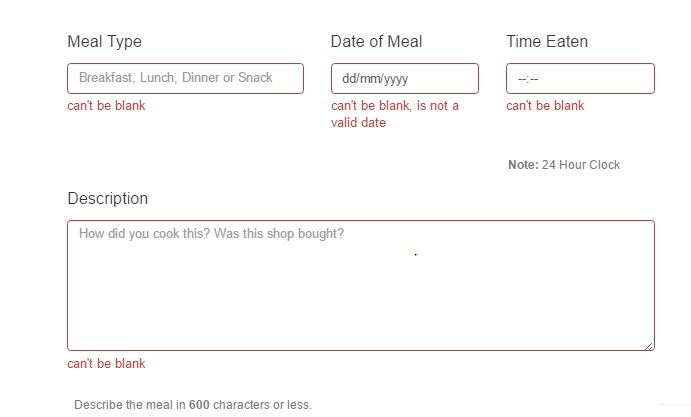 Meal Type Date of Meal Time Eaten
Breakfast, Lunch, Dinner or Snack dd/mm/yyyy --:--
can't be blank can't be blank, is not a can't be blank
valid date
Note: 24 Hour Clock
Description
How did you cook this? Was this shop bought?
can't be blank
Describe the meal in 600 characters or less.